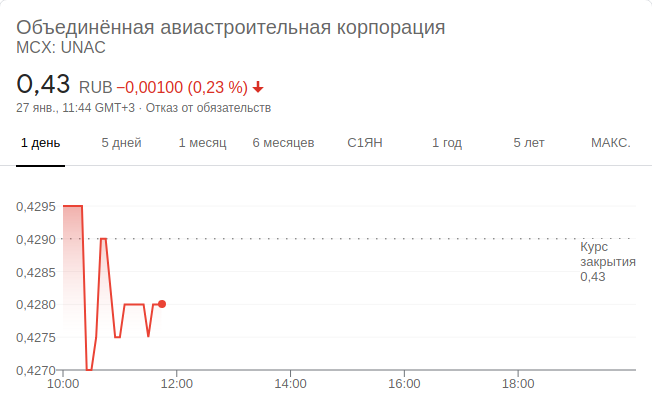 Объединённая авиастроительная корпорация
MCX: UNAC
0,43 RUB −0,00100 (0,23 %)
27 янв., 11:44 GMT+3 · Отказ от обязательств
1 день 5 дней 1 месяц 6 месяцев С1ЯН 1 год 5 лет МАКС.
0,4295
0,4290
Курс
закрытия
0,43
0,4285
0,4280
0,4275
0,4270
10:00 12:00 14:00 16:00 18:00